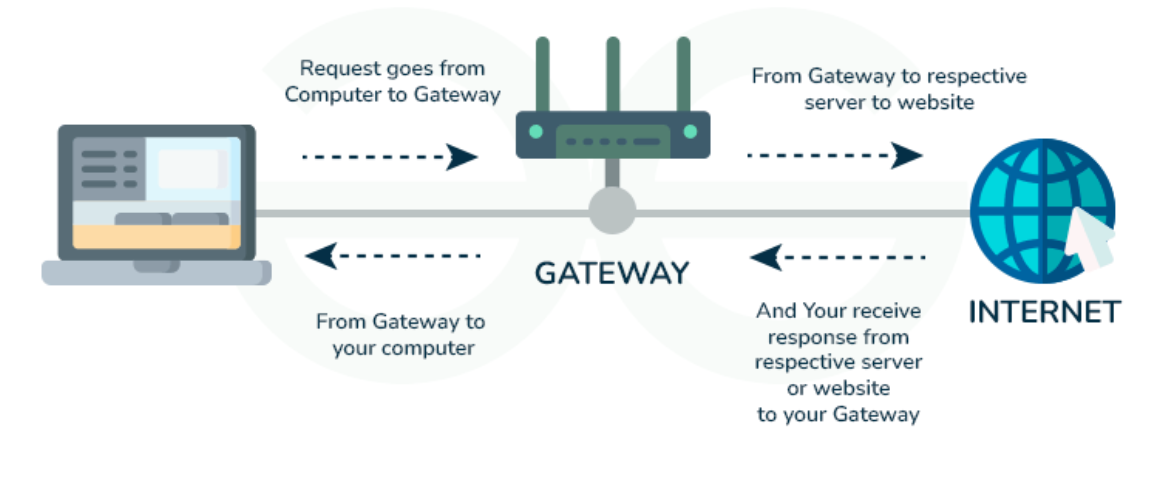 Request goes from
Computer to Gateway
From Gateway to respective
server to website
GATEWAY
INTERNET
From Gateway to
your computer
And Your receive
response from
respective server
or website
to your Gateway